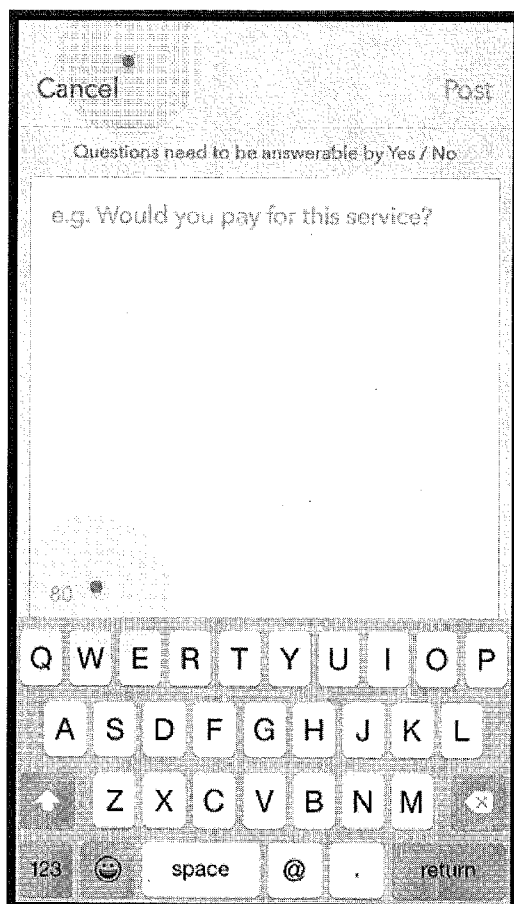 Cancel Post
Questions need to be answerable by Yes / No
e.g. Would you pay for this service?
80
Q W E R T Y U I O P
A S D F G H J K L
Z X C V B N M
123 space @ . return